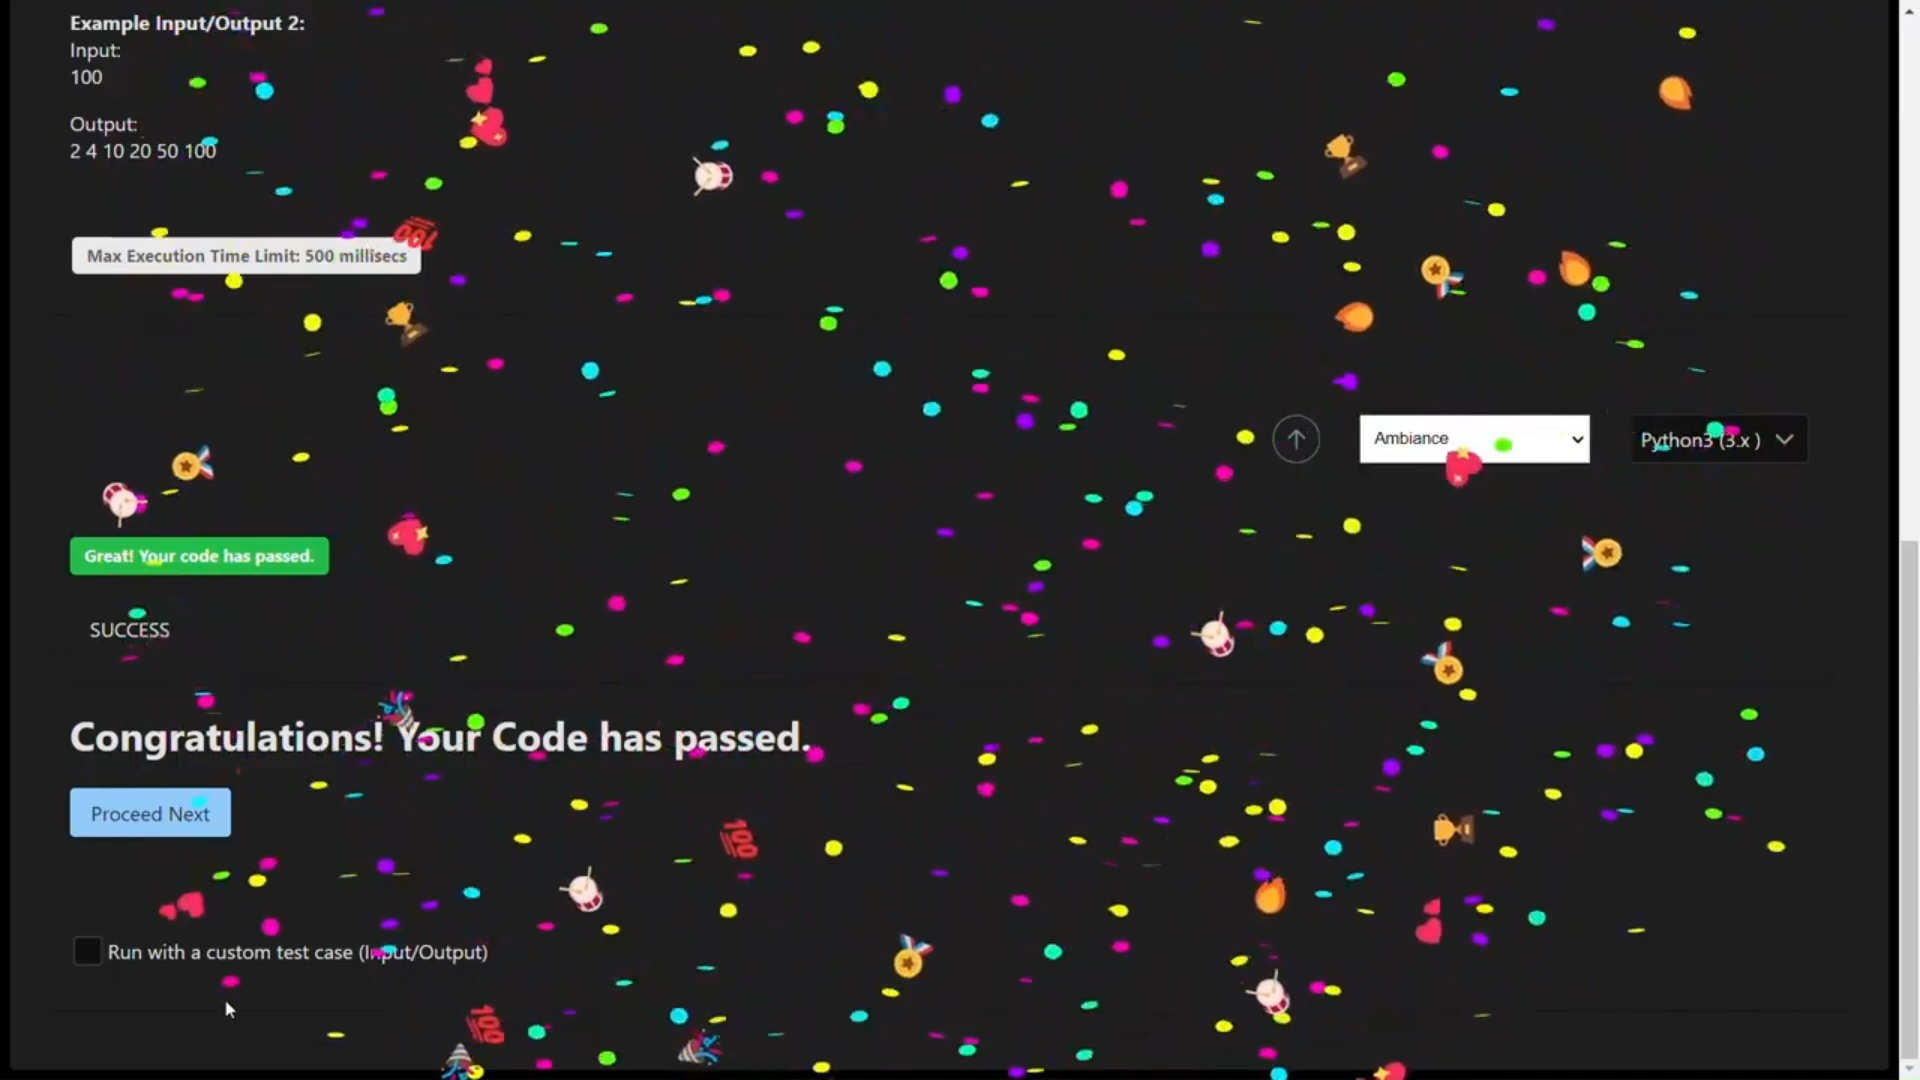 Example Input/Output 2:
Input:
100
Output:
2 4 10 20 50 100
Max Execution Time Limit: 500 millisecs
Ambiance
Python3 (3.x )
Great! Your code has passed.
SUCCESS
Congratulations! Your Code has passed.
Proceed Next
Run with a custom test case (Input/Output)